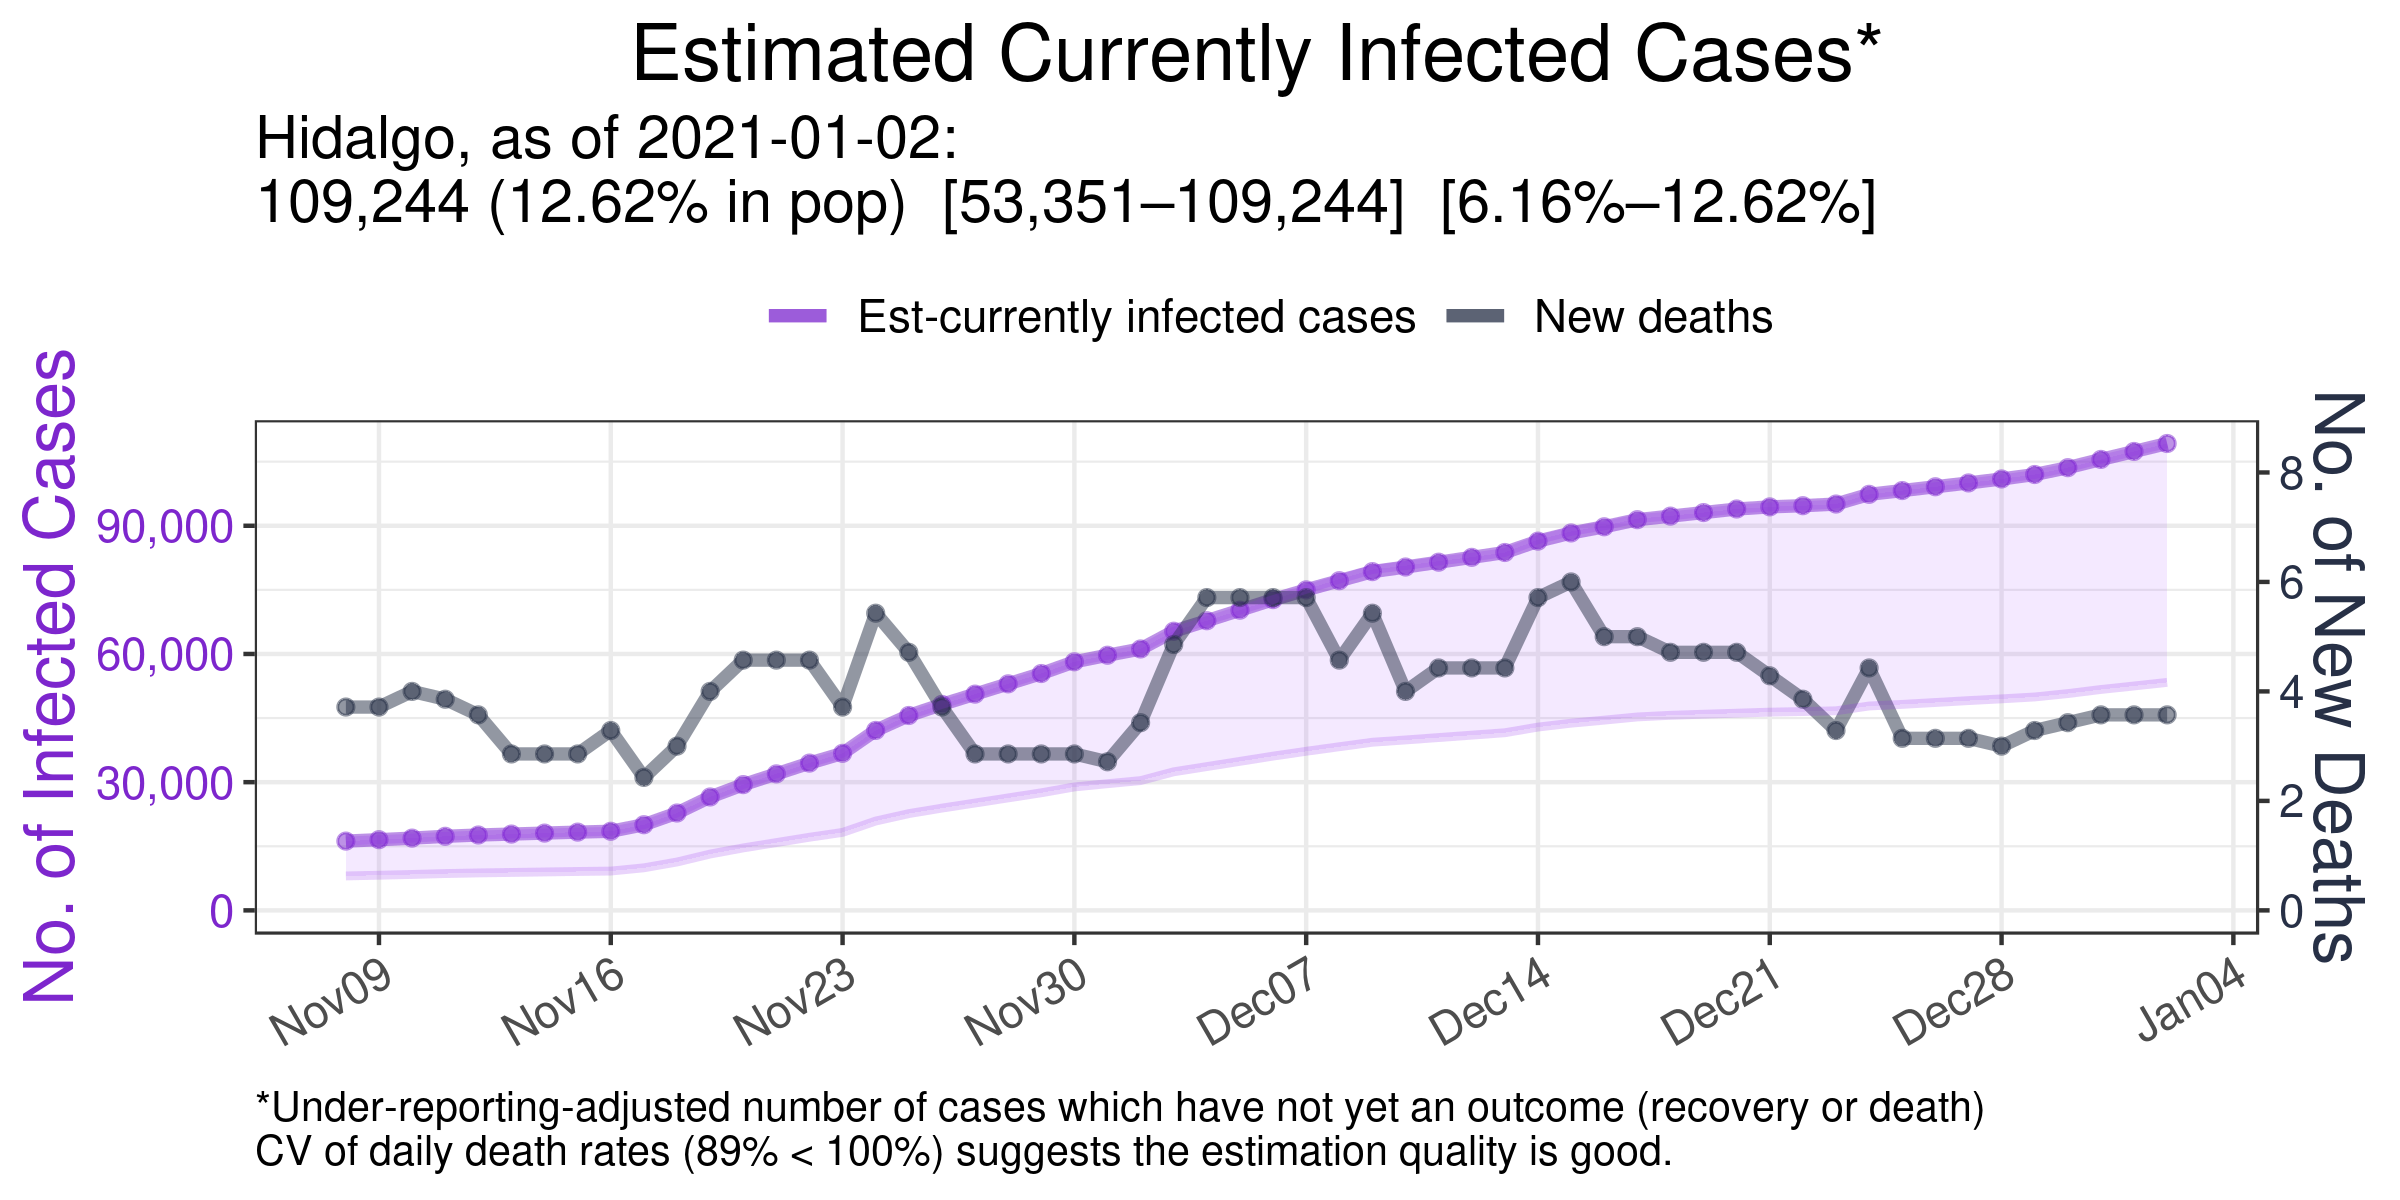 Estimated Currently Infected Cases*
Hidalgo, as of 2021-01-02:
109,244 (12.62% in pop)  [53,351–109,244]  [6.16%–12.62%]
Est-currently infected cases
New deaths
No. of Infected Cases
90,000
60,000
30,000
0
8
6
4
2
0
No. of New Deaths
Nov09
Nov16
Nov23
Nov30
Dec07
Dec14
Dec21
Dec28
Jan04
*Under-reporting-adjusted number of cases which have not yet an outcome (recovery or death)
CV of daily death rates (89% < 100%) suggests the estimation quality is good.